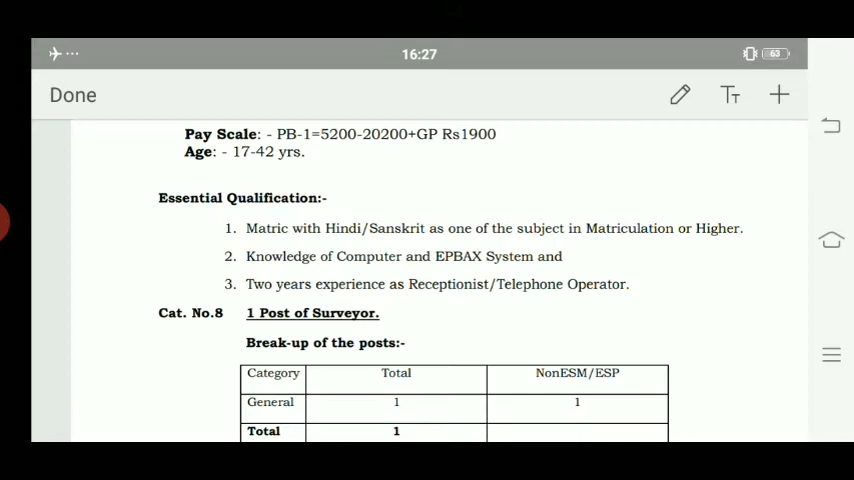 16:27
63
Done
Pay Scale: - PB-1=5200-20200+GP Rs1900
Age: - 17-42 yrs.
Essential Qualification:-
1. Matric with Hindi/Sanskrit as one of the subject in Matriculation or Higher.
2. Knowledge of Computer and EPBAX System and
3. Two years experience as Receptionist/Telephone Operator.
Cat. No.8 1 Post of Surveyor.
Break-up of the posts:-
Category Total NonESM/ESP
General 1 1
Total 1